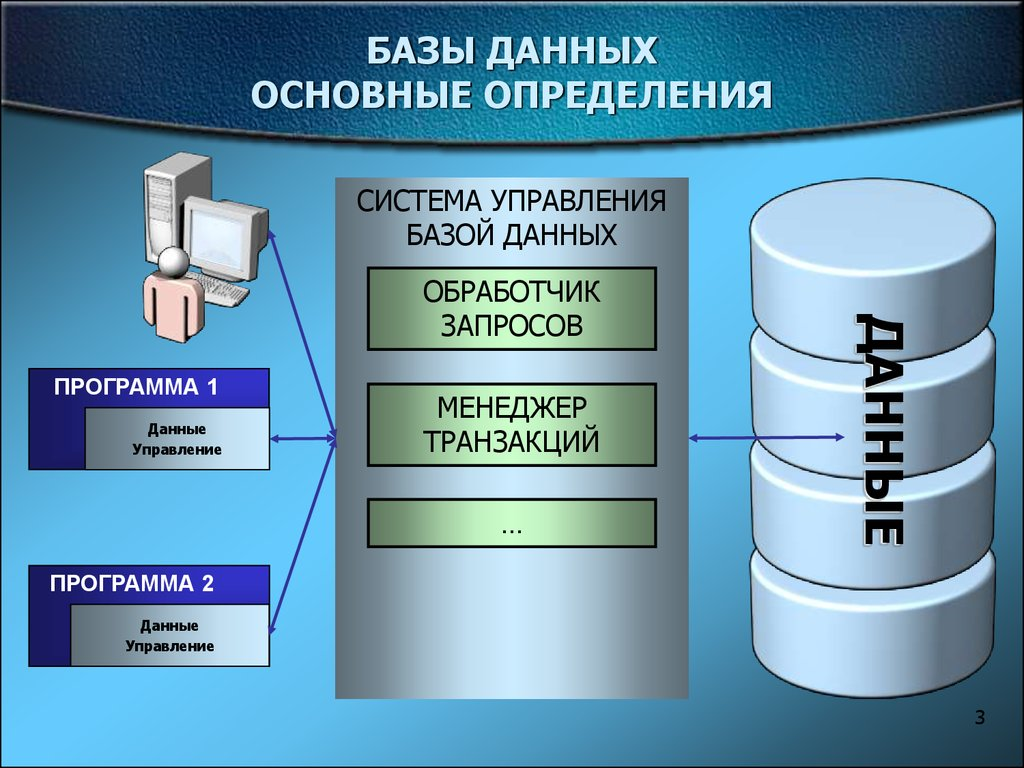 БАЗЫ ДАННЫХ
ОСНОВНЫЕ ОПРЕДЕЛЕНИЯ
СИСТЕМА УПРАВЛЕНИЯ
БАЗОЙ ДАННЫХ
ОБРАБОТЧИК
ЗАПРОСОВ
МЕНЕДЖЕР
ТРАНЗАКЦИЙ
...
ПРОГРАММА 1
Данные
Управление
ПРОГРАММА 2
Данные
Управление
ДАННЫЕ
3